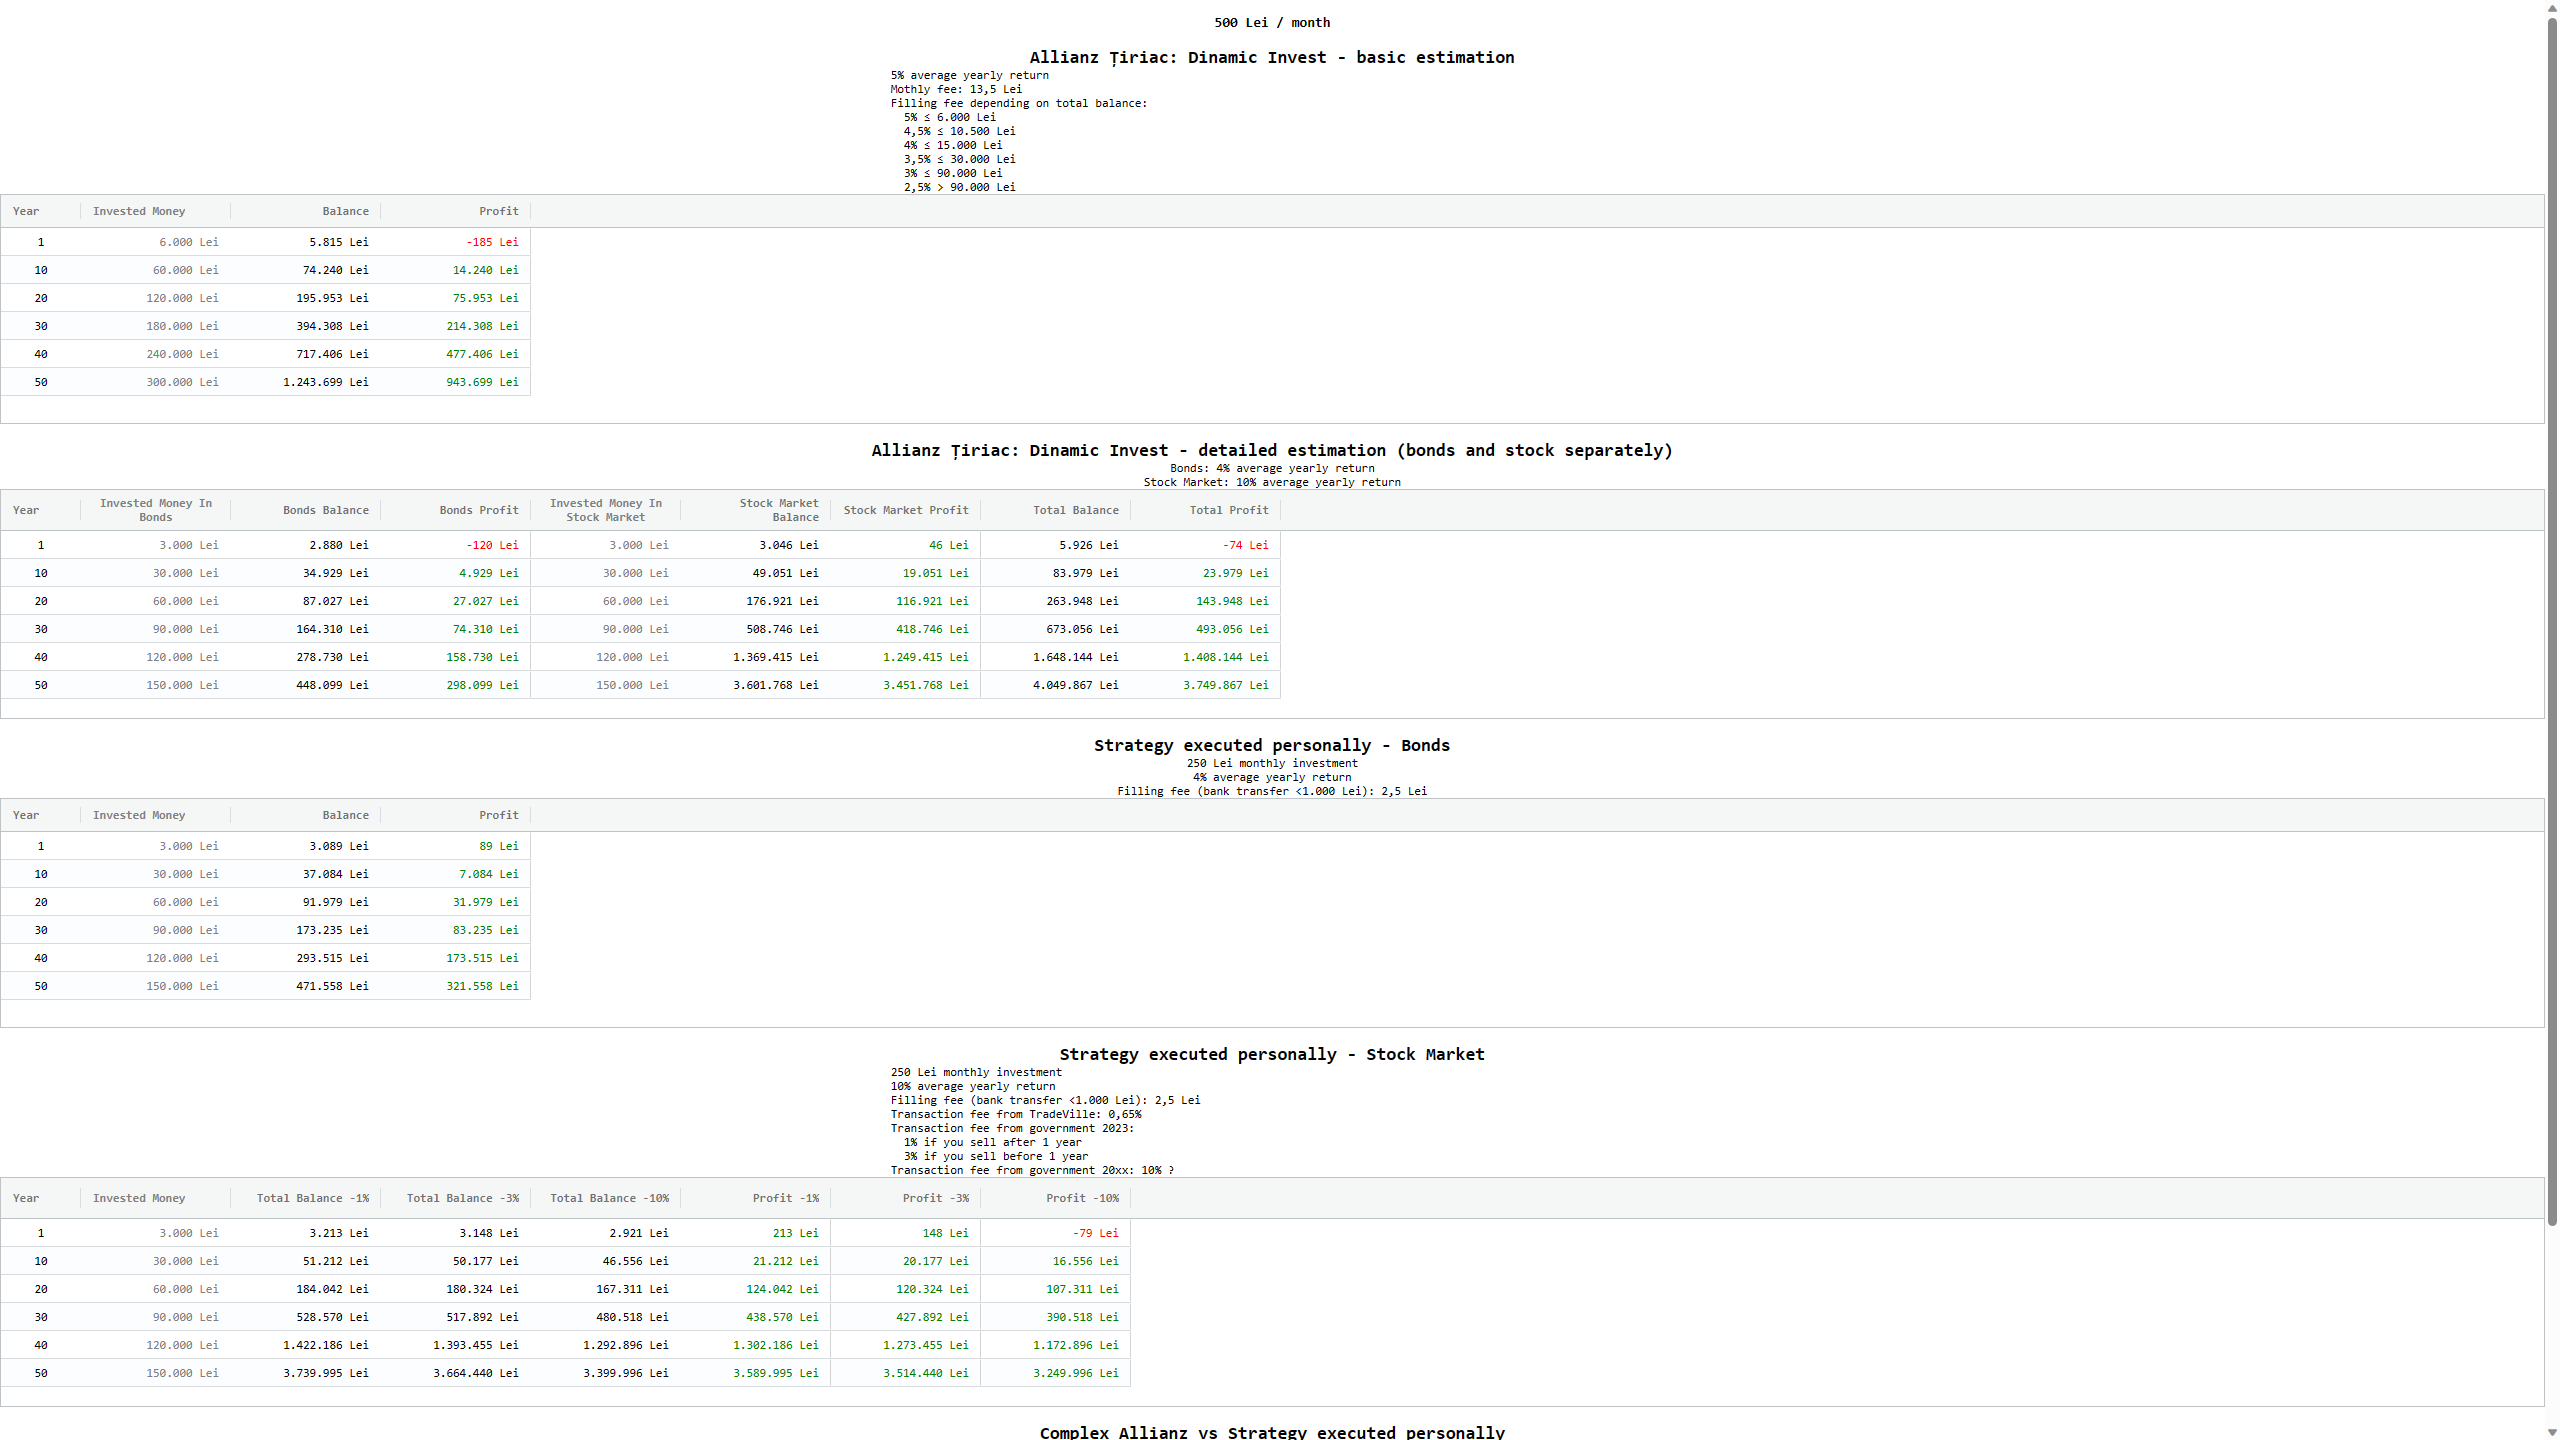 500 Lei / month
Allianz Țiriac: Dinamic Invest - basic estimation
5% average yearly return
Mothly fee: 13,5 Lei
Filling fee depending on total balance:
5% ≤ 6.000 Lei
4,5% ≤ 10.500 Lei
4% ≤ 15.000 Lei
3,5% ≤ 30.000 Lei
3% ≤ 90.000 Lei
2,5% > 90.000 Lei
Year Invested Money Balance Profit
1 6.000 Lei 5.815 Lei -185 Lei
10 60.000 Lei 74.240 Lei 14.240 Lei
20 120.000 Lei 195.953 Lei 75.953 Lei
30 180.000 Lei 394.308 Lei 214.308 Lei
40 240.000 Lei 717.406 Lei 477.406 Lei
50 300.000 Lei 1.243.699 Lei 943.699 Lei
Allianz Țiriac: Dinamic Invest - detailed estimation (bonds and stock separately)
Bonds: 4% average yearly return
Stock Market: 10% average yearly return
Year Invested Money In Bonds Bonds Balance Bonds Profit Invested Money In Stock Market Stock Market Balance Stock Market Profit Total Balance Total Profit
1 3.000 Lei 2.880 Lei -120 Lei 3.000 Lei 3.046 Lei 46 Lei 5.926 Lei -74 Lei
10 30.000 Lei 34.929 Lei 4.929 Lei 30.000 Lei 49.051 Lei 19.051 Lei 83.979 Lei 23.979 Lei
20 60.000 Lei 87.027 Lei 27.027 Lei 60.000 Lei 176.921 Lei 116.921 Lei 263.948 Lei 143.948 Lei
30 90.000 Lei 164.310 Lei 74.310 Lei 90.000 Lei 508.746 Lei 418.746 Lei 673.056 Lei 493.056 Lei
40 120.000 Lei 278.730 Lei 158.730 Lei 120.000 Lei 1.369.415 Lei 1.249.415 Lei 1.648.144 Lei 1.408.144 Lei
50 150.000 Lei 448.099 Lei 298.099 Lei 150.000 Lei 3.601.768 Lei 3.451.768 Lei 4.049.867 Lei 3.749.867 Lei
Strategy executed personally - Bonds
250 Lei monthly investment
4% average yearly return
Filling fee (bank transfer <1.000 Lei): 2,5 Lei
Year Invested Money Balance Profit
1 3.000 Lei 3.089 Lei 89 Lei
10 30.000 Lei 37.084 Lei 7.084 Lei
20 60.000 Lei 91.979 Lei 31.979 Lei
30 90.000 Lei 173.235 Lei 83.235 Lei
40 120.000 Lei 293.515 Lei 173.515 Lei
50 150.000 Lei 471.558 Lei 321.558 Lei
Strategy executed personally - Stock Market
250 Lei monthly investment
10% average yearly return
Filling fee (bank transfer <1.000 Lei): 2,5 Lei
Transaction fee from TradeVille: 0,65%
Transaction fee from government 2023:
1% if you sell after 1 year
3% if you sell before 1 year
Transaction fee from government 20xx: 10% ?
Year Invested Money Total Balance -1% Total Balance -3% Total Balance -10% Profit -1% Profit -3% Profit -10%
1 3.000 Lei 3.213 Lei 3.148 Lei 2.921 Lei 213 Lei 148 Lei -79 Lei
10 30.000 Lei 51.212 Lei 50.177 Lei 46.556 Lei 21.212 Lei 20.177 Lei 16.556 Lei
20 60.000 Lei 184.042 Lei 180.324 Lei 167.311 Lei 124.042 Lei 120.324 Lei 107.311 Lei
30 90.000 Lei 528.570 Lei 517.892 Lei 480.518 Lei 438.570 Lei 427.892 Lei 390.518 Lei
40 120.000 Lei 1.422.186 Lei 1.393.455 Lei 1.292.896 Lei 1.302.186 Lei 1.273.455 Lei 1.172.896 Lei
50 150.000 Lei 3.739.995 Lei 3.664.440 Lei 3.399.996 Lei 3.589.995 Lei 3.514.440 Lei 3.249.996 Lei
Complex Allianz vs Strategy executed personally